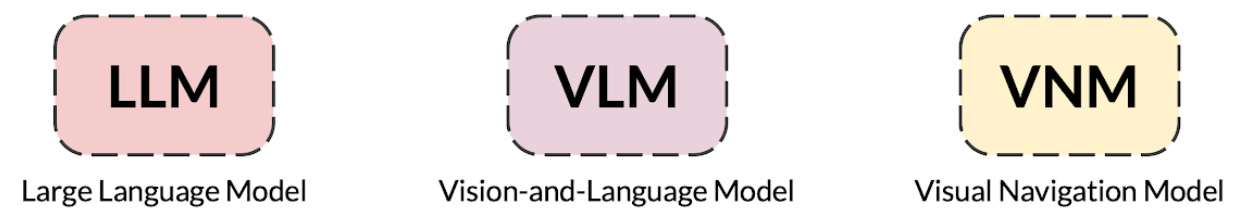 LLM
Large Language Model
VLM
Vision-and-Language Model
VNM
Visual Navigation Model